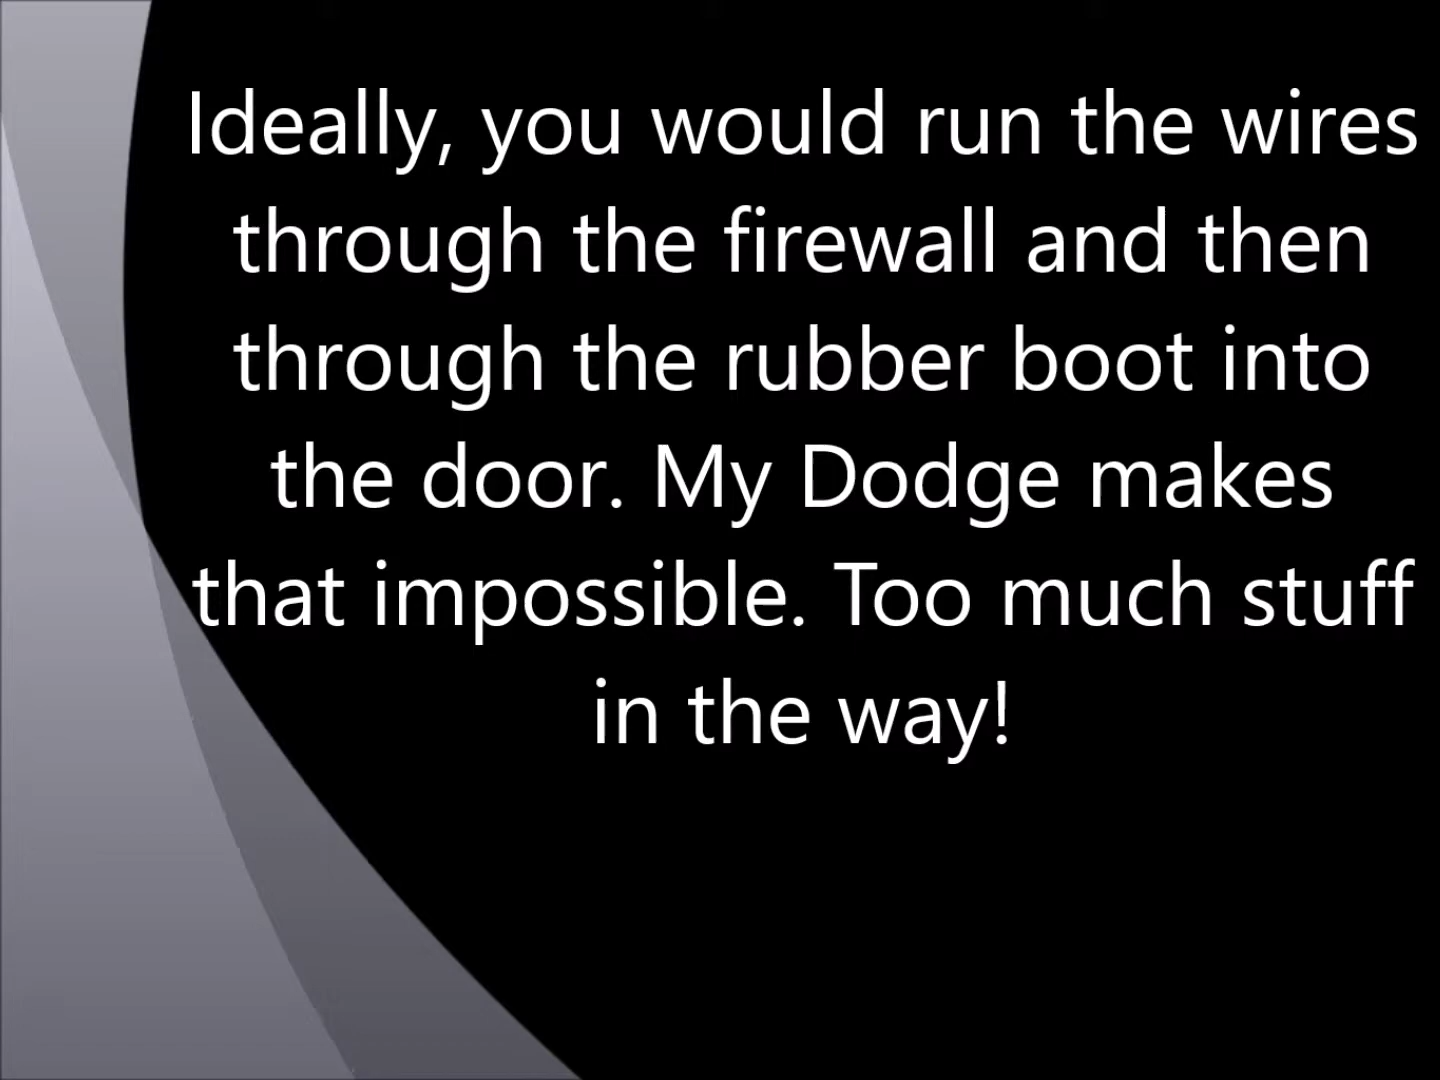 Ideally, you would run the wires
through the firewall and then
through the rubber boot into
the door. My Dodge makes
that impossible. Too much stuff
in the way!